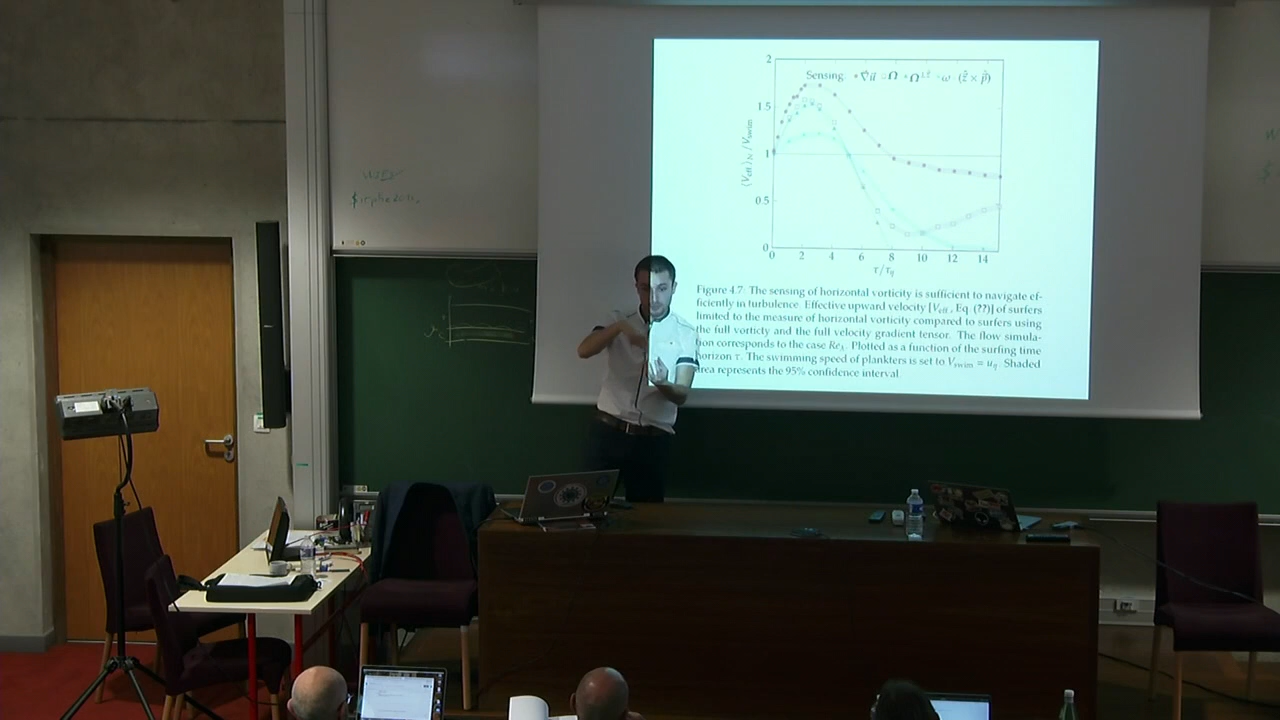 2
Sensing:
1.5
1
0.5
0
0 2 4 6 8 10 12 14
τ/τη
⟨Veff⟩ / Vswim
Figure 4.7: The sensing of horizontal vorticity is sufficient to navigate ef-
ficiently in turbulence. Effective upward velocity [Veff, Eq. (??)] of surfers
limited to the measure of horizontal vorticity compared to surfers using
the full vorticty and the full velocity gradient tensor. The flow simula-
tion corresponds to the case Reλ. Plotted as a function of the surfing time
horizon τ. The swimming speed of plankters is set to Vswim = uη. Shaded
area represents the 95% confidence interval.